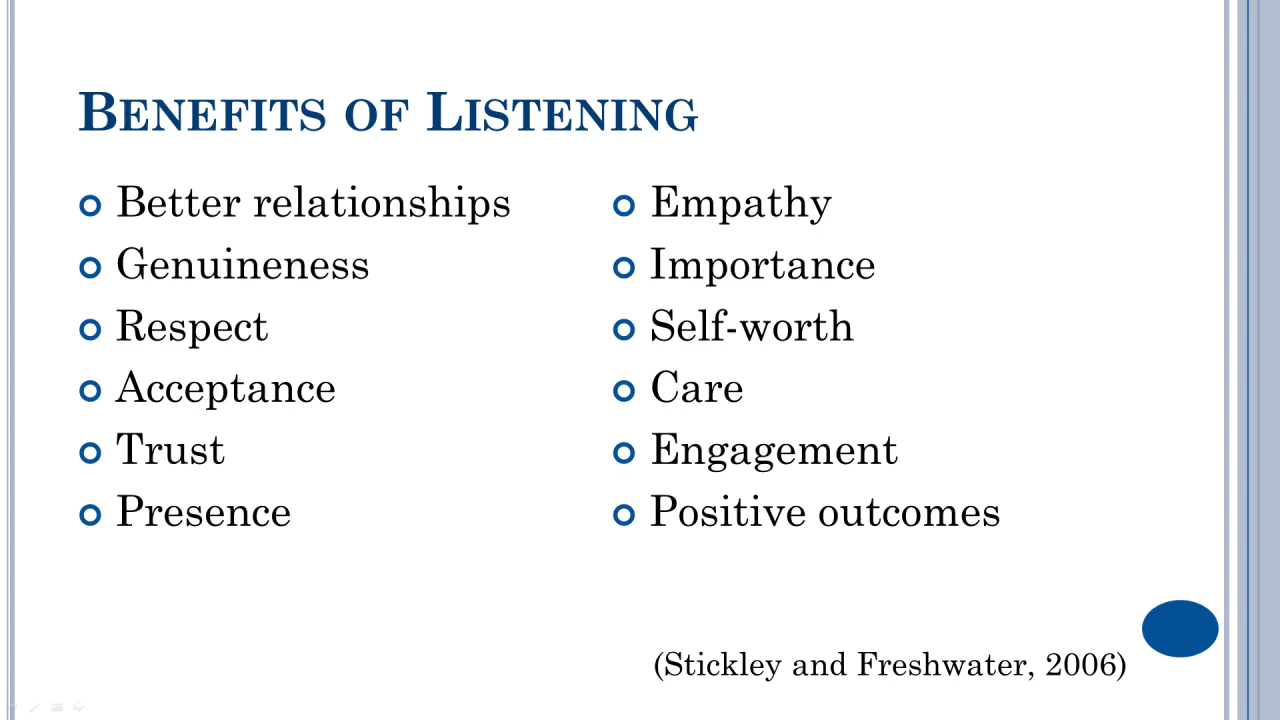 BENEFITS OF LISTENING
Better relationships
Genuineness
Respect
Acceptance
Trust
Presence
Empathy
Importance
Self-worth
Care
Engagement
Positive outcomes
(Stickley and Freshwater, 2006)